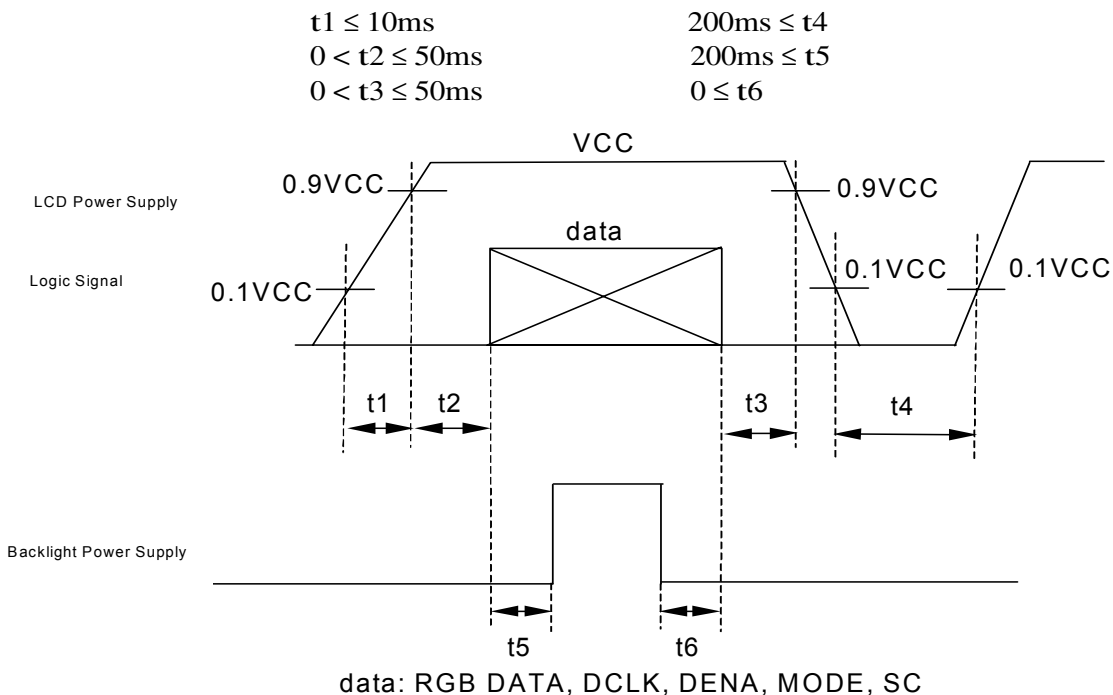 t1 ≤ 10ms 200ms ≤ t4
0 < t2 ≤ 50ms 200ms ≤ t5
0 < t3 ≤ 50ms 0 ≤ t6
VCC
0.9VCC 0.9VCC
LCD Power Supply
data
Logic Signal
0.1VCC 0.1VCC 0.1VCC
t1 t2 t3 t4
Backlight Power Supply
t5 t6
data: RGB DATA, DCLK, DENA, MODE, SC